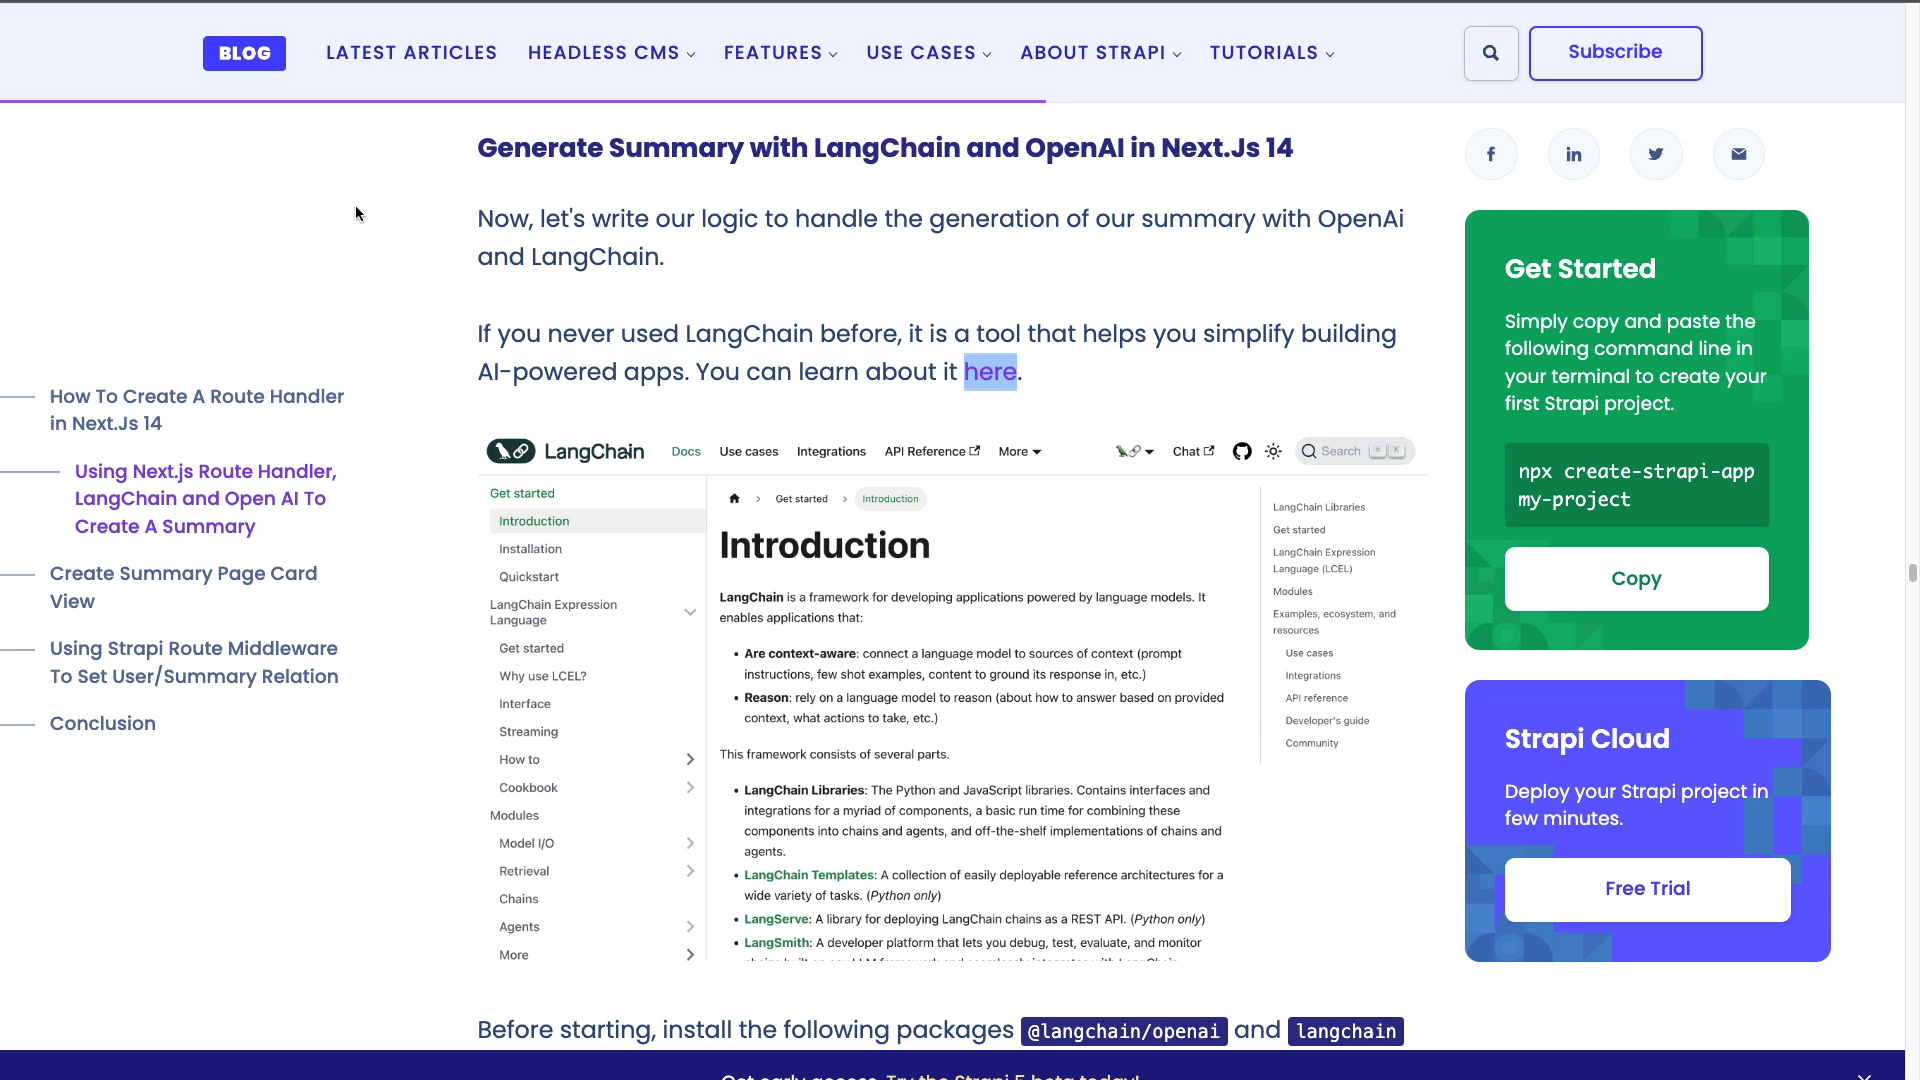 BLOG
LATEST ARTICLES
HEADLESS CMS
FEATURES
USE CASES
ABOUT STRAPI
TUTORIALS
Subscribe
How To Create A Route Handler
in Next.Js 14
Using Next.js Route Handler,
LangChain and Open AI To
Create A Summary
Create Summary Page Card
View
Using Strapi Route Middleware
To Set User/Summary Relation
Conclusion
Generate Summary with LangChain and OpenAI in Next.Js 14
Now, let's write our logic to handle the generation of our summary with OpenAi
and LangChain.
If you never used LangChain before, it is a tool that helps you simplify building
AI-powered apps. You can learn about it here.
LangChain
Docs
Use cases
Integrations
API Reference
More
Chat
Search
K
Get started
Introduction
Installation
Quickstart
LangChain Expression
Language
Get started
Why use LCEL?
Interface
Streaming
How to
Cookbook
Modules
Model I/O
Retrieval
Chains
Agents
More
Get started
Introduction
Introduction
LangChain is a framework for developing applications powered by language models. It
enables applications that:
• Are context-aware: connect a language model to sources of context (prompt
instructions, few shot examples, content to ground its response in, etc.)
• Reason: rely on a language model to reason (about how to answer based on provided
context, what actions to take, etc.)
This framework consists of several parts.
• LangChain Libraries: The Python and JavaScript libraries. Contains interfaces and
integrations for a myriad of components, a basic run time for combining these
components into chains and agents, and off-the-shelf implementations of chains and
agents.
• LangChain Templates: A collection of easily deployable reference architectures for a
wide variety of tasks. (Python only)
• LangServe: A library for deploying LangChain chains as a REST API. (Python only)
• LangSmith: A developer platform that lets you debug, test, evaluate, and monitor
LangChain Libraries
Get started
LangChain Expression
Language (LCEL)
Modules
Examples, ecosystem, and
resources
Use cases
Integrations
API reference
Developer's guide
Community
Before starting, install the following packages @langchain/openai and langchain
Get Started
Simply copy and paste the
following command line in
your terminal to create your
first Strapi project.
npx create-strapi-app
my-project
Copy
Strapi Cloud
Deploy your Strapi project in
few minutes.
Free Trial
Get early access. Try the Strapi 5 beta today!